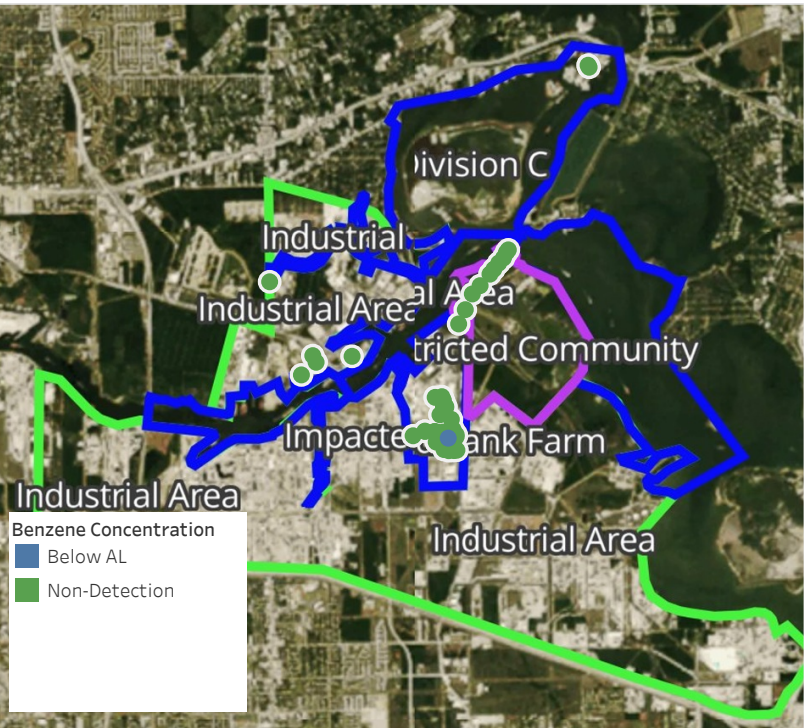 Division C
Industrial
al Area
Industrial Area
tricted Community
Impacte
ank Farm
Industrial Area
Industrial Area
Benzene Concentration
Below AL
Non-Detection